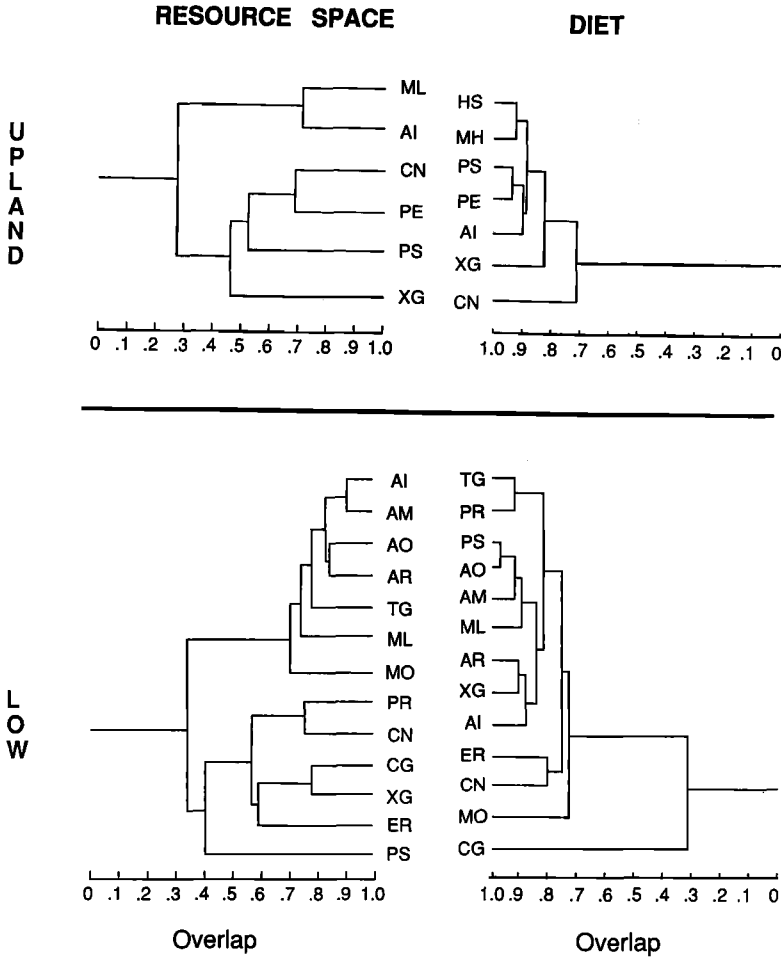 RESOURCE SPACE
DIET
UPLAND
ML
AI
CN
PE
PS
XG
HS
MH
PS
PE
AI
XG
CN
0 .1 .2 .3 .4 .5 .6 .7 .8 .9 1.0
1.0 .9 .8 .7 .6 .5 .4 .3 .2 .1 0
LOW
AI
AM
AO
AR
TG
ML
MO
PR
CN
CG
XG
ER
PS
TG
PR
PS
AO
AM
ML
AR
XG
AI
ER
CN
MO
CG
0 .1 .2 .3 .4 .5 .6 .7 .8 .9 1.0
1.0 .9 .8 .7 .6 .5 .4 .3 .2 .1 0
Overlap
Overlap